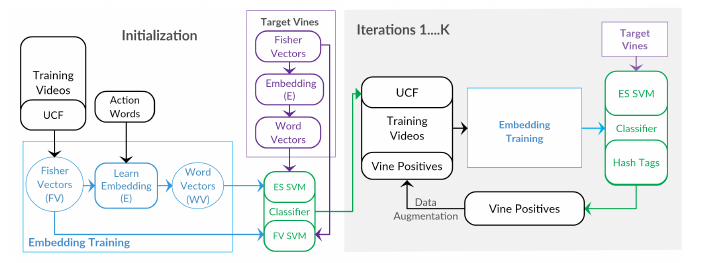 Initialization
Training
Videos
UCF
Action
Words
Fisher
Vectors
(FV)
Learn
Embedding
(E)
Word
Vectors
(WV)
Embedding Training
Target Vines
Fisher
Vectors
Embedding
(E)
Word
Vectors
ES SVM
Classifier
FV SVM
Iterations 1....K
UCF
Training
Videos
Vine Positives
Embedding
Training
Target
Vines
ES SVM
Classifier
Hash Tags
Vine Positives
Data
Augmentation